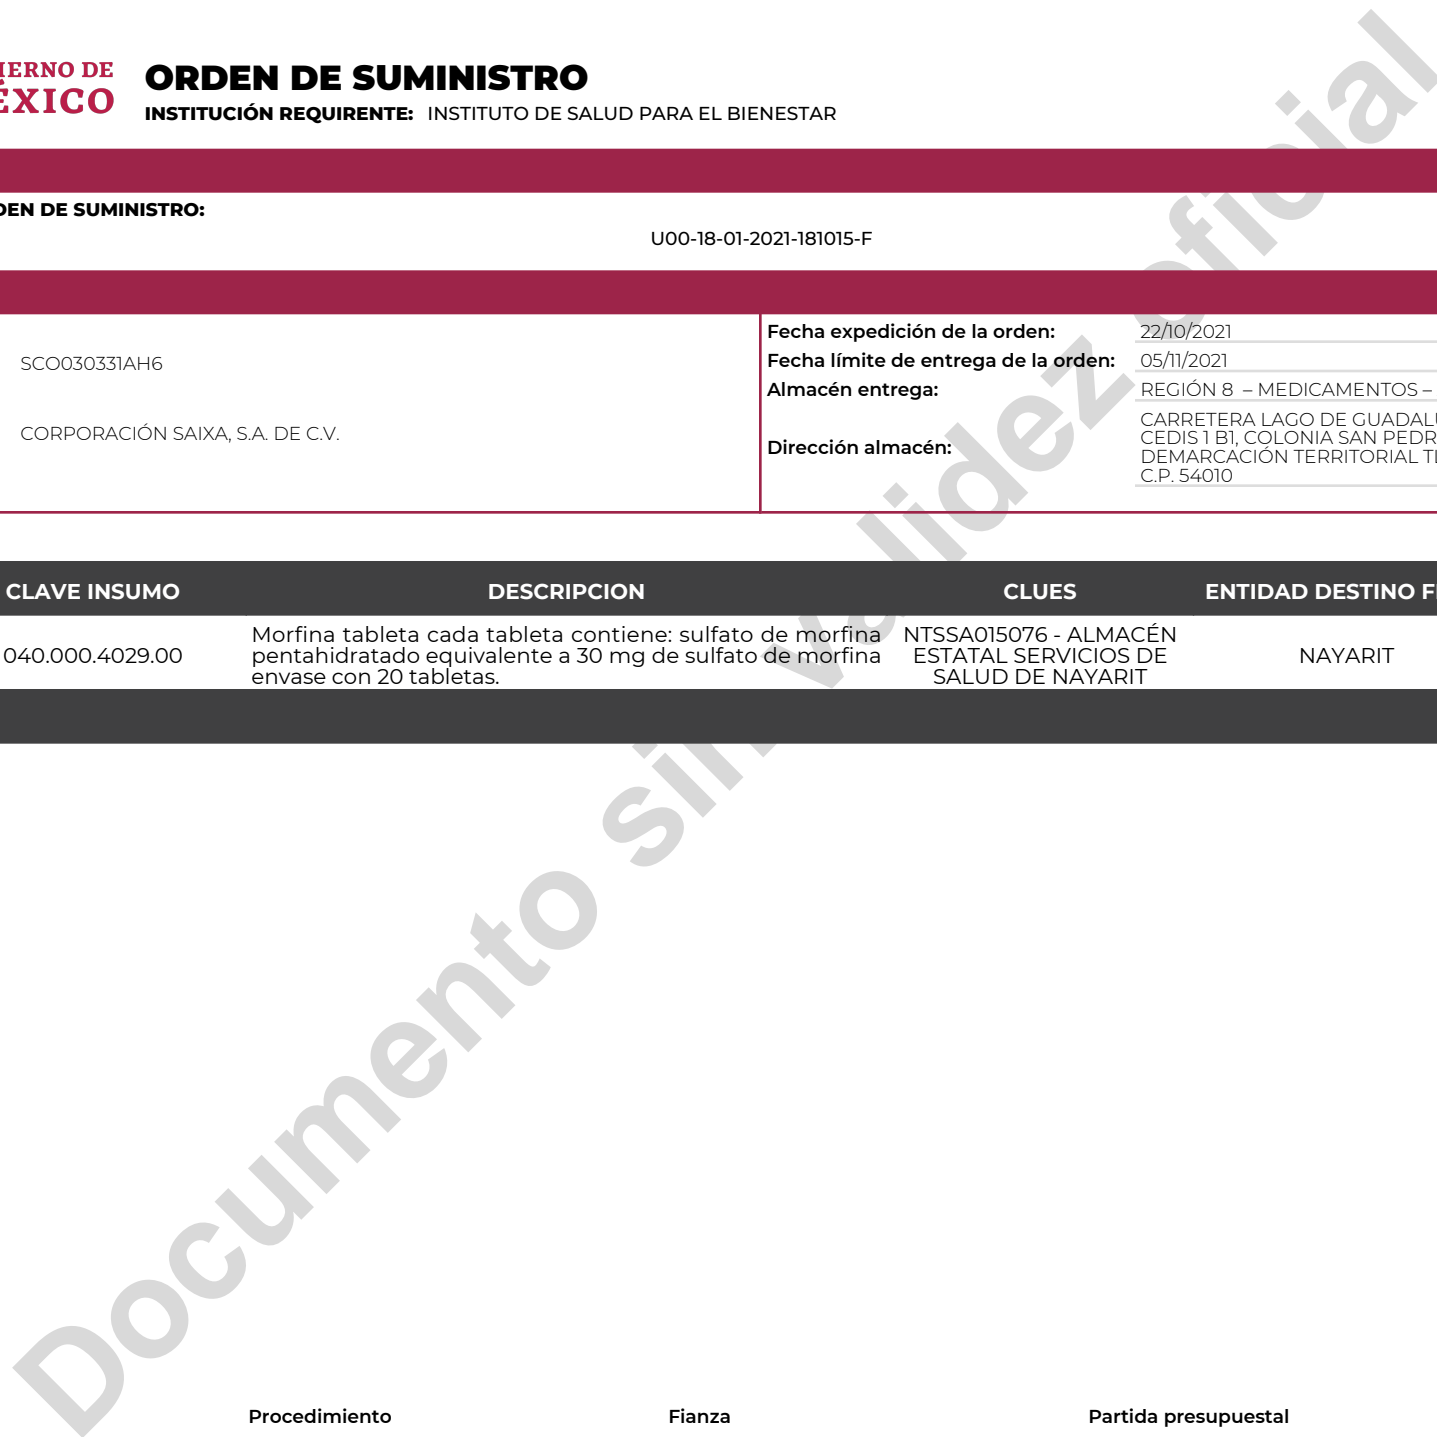 IERNO DE
ÉXICO
ORDEN DE SUMINISTRO
INSTITUCIÓN REQUIRENTE: INSTITUTO DE SALUD PARA EL BIENESTAR
DEN DE SUMINISTRO:
U00-18-01-2021-181015-F
SCO030331AH6
CORPORACIÓN SAIXA, S.A. DE C.V.
Fecha expedición de la orden: 22/10/2021
Fecha límite de entrega de la orden: 05/11/2021
Almacén entrega: REGIÓN 8 – MEDICAMENTOS –
Dirección almacén:
CARRETERA LAGO DE GUADALU
CEDIS 1 B1, COLONIA SAN PEDR
DEMARCACIÓN TERRITORIAL TL
C.P. 54010
CLAVE INSUMO DESCRIPCION CLUES ENTIDAD DESTINO F
040.000.4029.00
Morfina tableta cada tableta contiene: sulfato de morfina
pentahidratado equivalente a 30 mg de sulfato de morfina
envase con 20 tabletas.
NTSSA015076 - ALMACÉN
ESTATAL SERVICIOS DE
SALUD DE NAYARIT
NAYARIT
Documento sin validez oficial
Procedimiento Fianza Partida presupuestal